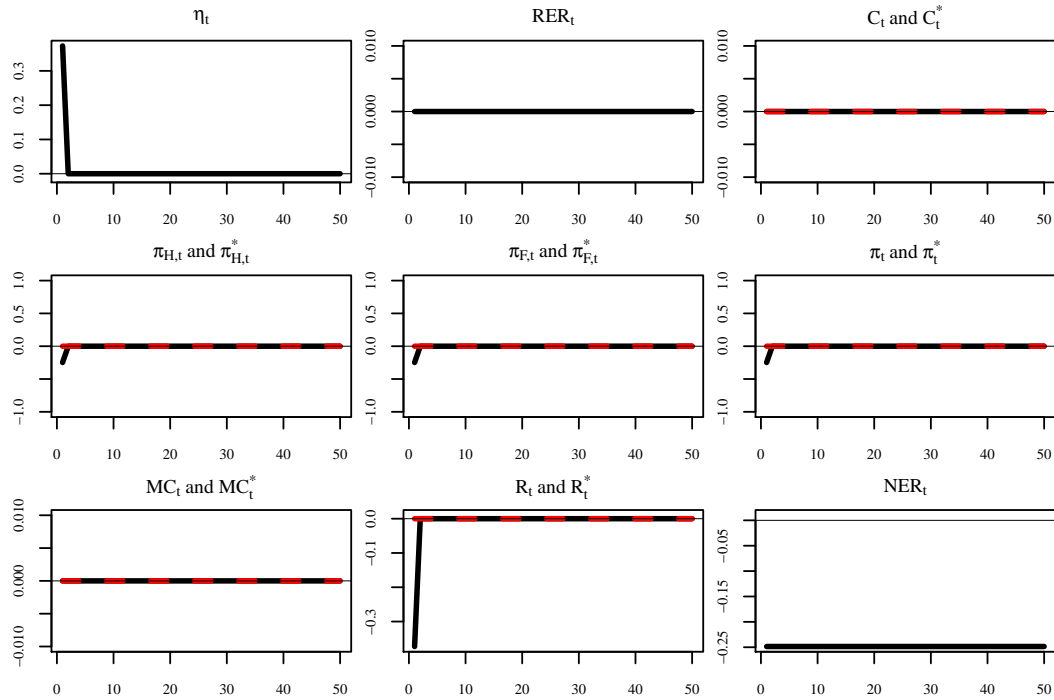 η_t
RER_t
C_t and C_t^*
0.0 0.1 0.2 0.3
−0.010 0.000 0.010
−0.010 0.000 0.010
0 10 20 30 40 50
0 10 20 30 40 50
0 10 20 30 40 50
π_{H,t} and π_{H,t}^*
π_{F,t} and π_{F,t}^*
π_t and π_t^*
−1.0 0.0 0.5 1.0
−1.0 0.0 0.5 1.0
−1.0 0.0 0.5 1.0
0 10 20 30 40 50
0 10 20 30 40 50
0 10 20 30 40 50
MC_t and MC_t^*
R_t and R_t^*
NER_t
−0.010 0.000 0.010
−0.3 −0.1 0.0
−0.25 −0.15 −0.05
0 10 20 30 40 50
0 10 20 30 40 50
0 10 20 30 40 50